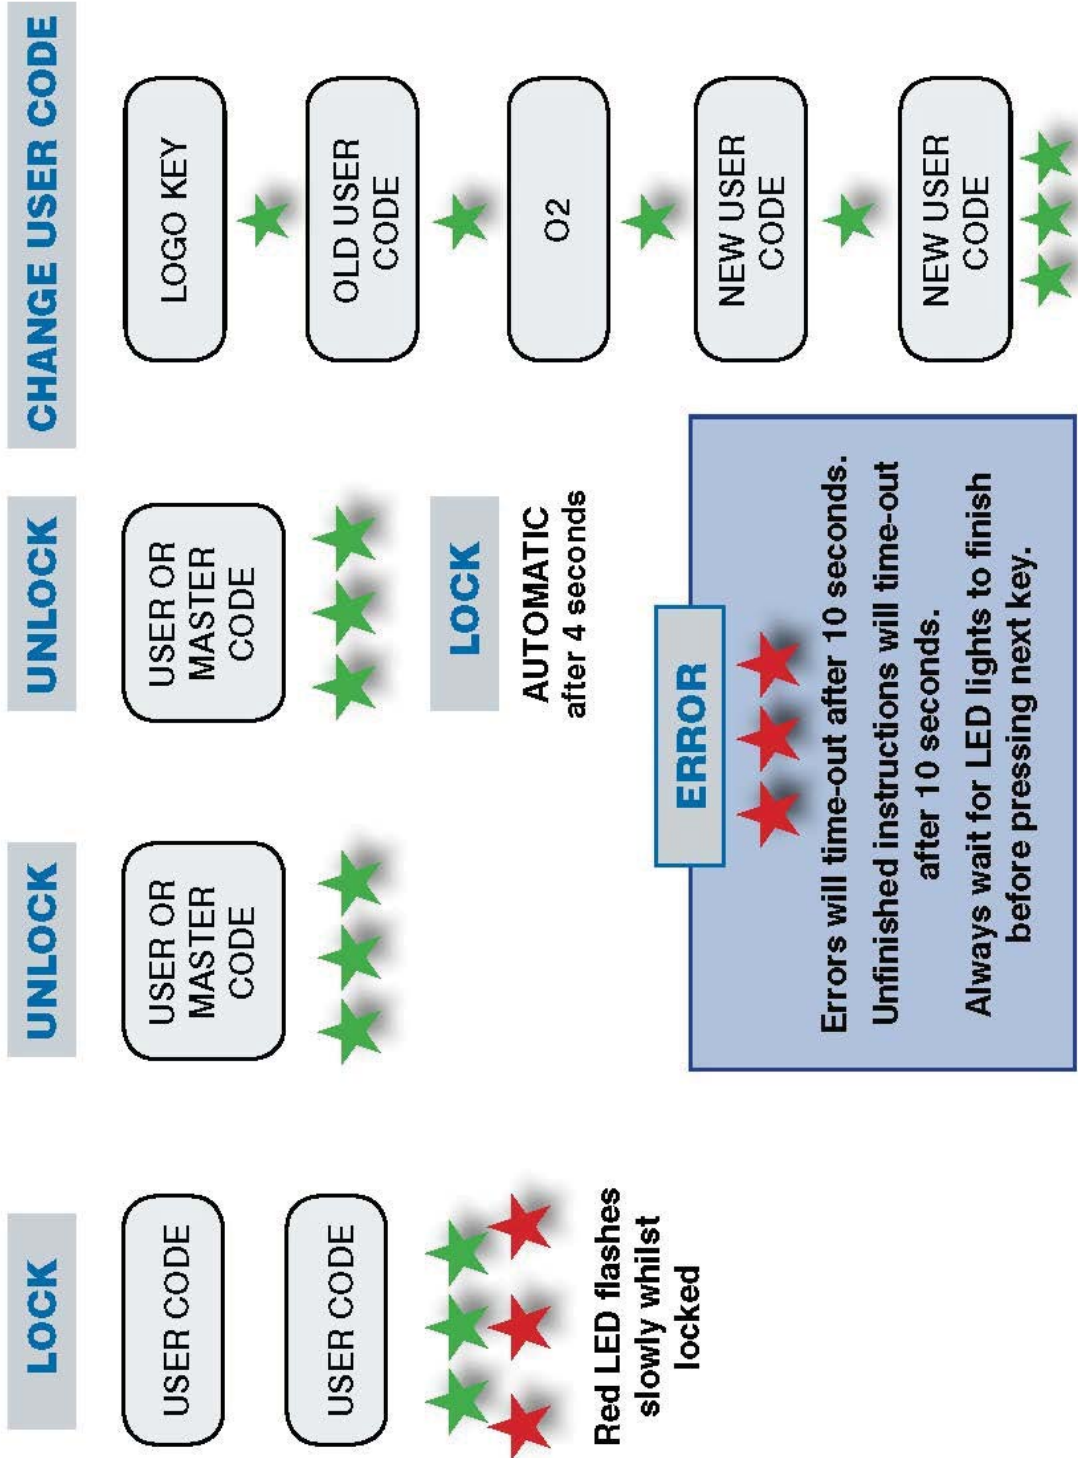 LOCK
USER CODE
USER CODE
Red LED flashes
slowly whilst
locked
UNLOCK
USER OR
MASTER
CODE
UNLOCK
USER OR
MASTER
CODE
LOCK
AUTOMATIC
after 4 seconds
ERROR
Errors will time-out after 10 seconds.
Unfinished instructions will time-out
after 10 seconds.
Always wait for LED lights to finish
before pressing next key.
CHANGE USER CODE
LOGO KEY
OLD USER
CODE
O2
NEW USER
CODE
NEW USER
CODE